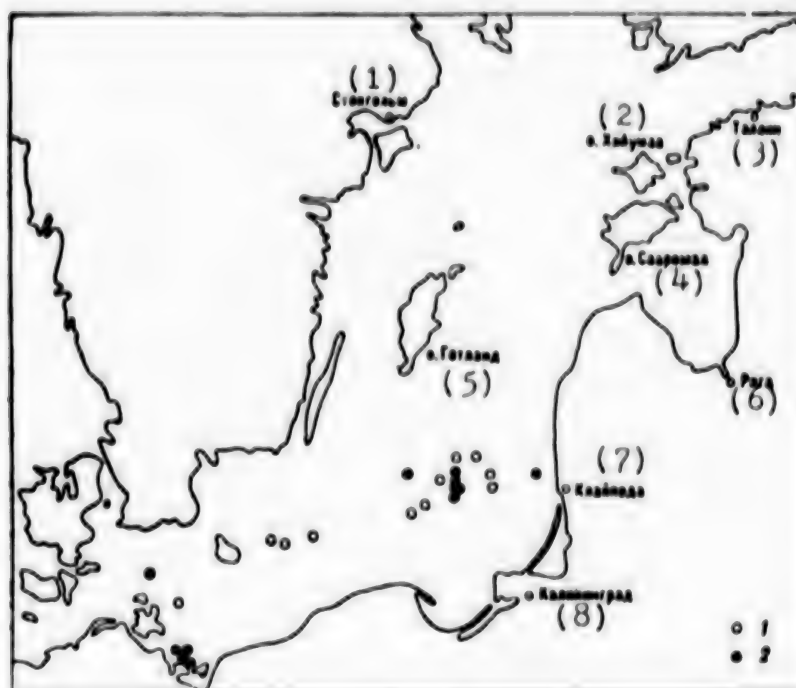 (1)
Стокгольм
(2)
о. Хийумаа
Таллин
(3)
о. Сааремаа
(4)
о. Готланд
(5)
Рига
(6)
(7)
Клайпеда
Калининград
(8)
1
2